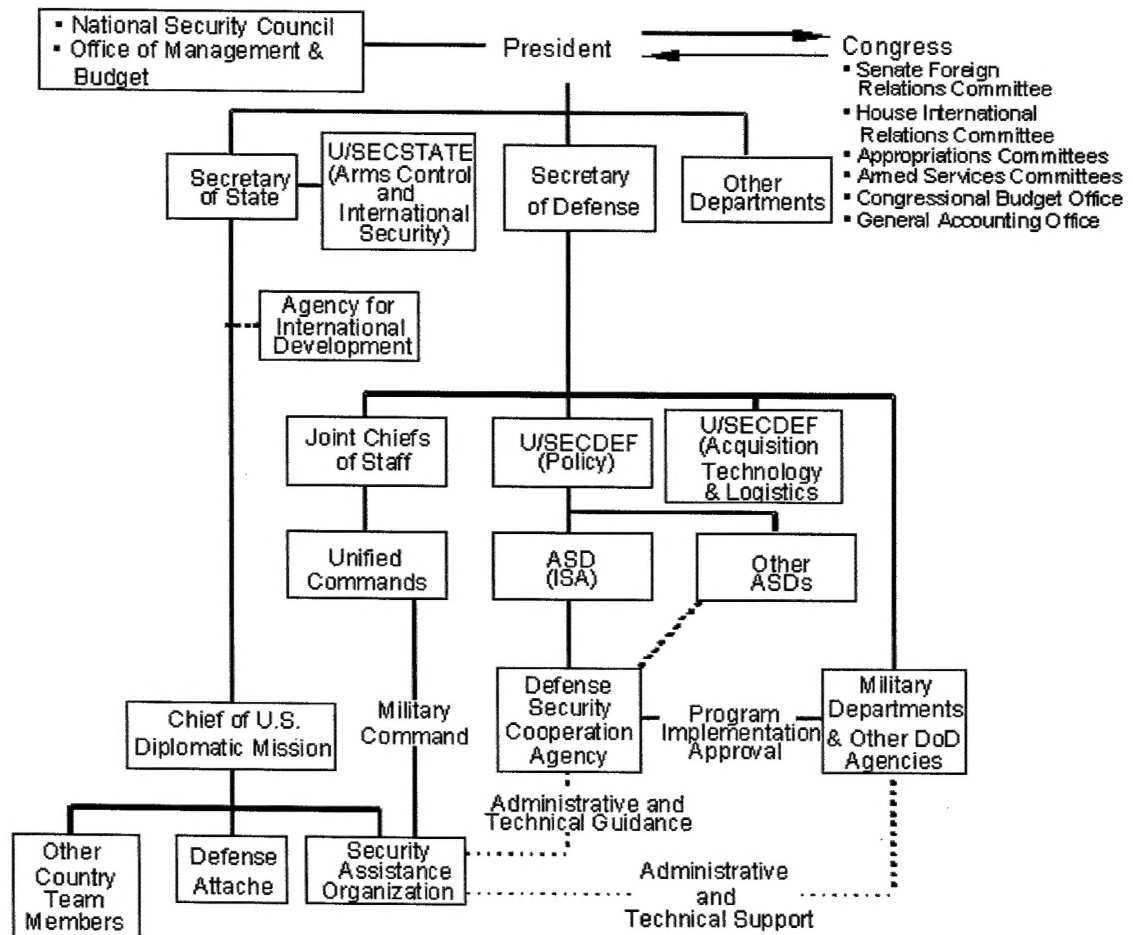 ▪ National Security Council
▪ Office of Management &
Budget
President
Congress
▪ Senate Foreign
Relations Committee
▪ House International
Relations Committee
▪ Appropriations Committees
▪ Armed Services Committees
▪ Congressional Budget Office
▪ General Accounting Office
Secretary
of State
U/SECSTATE
(Arms Control
and
International
Security)
Secretary
of Defense
Other
Departments
Agency for
International
Development
Joint Chiefs
of Staff
U/SECDEF
(Policy)
U/SECDEF
(Acquisition
Technology
& Logistics
Unified
Commands
ASD
(ISA)
Other
ASDs
Chief of U.S.
Diplomatic Mission
Military
Command
Defense
Security
Cooperation
Agency
Program
Implementation
Approval
Military
Departments
& Other DoD
Agencies
Administrative and
Technical Guidance
Other
Country
Team
Members
Defense
Attache
Security
Assistance
Organization
Administrative
and
Technical Support